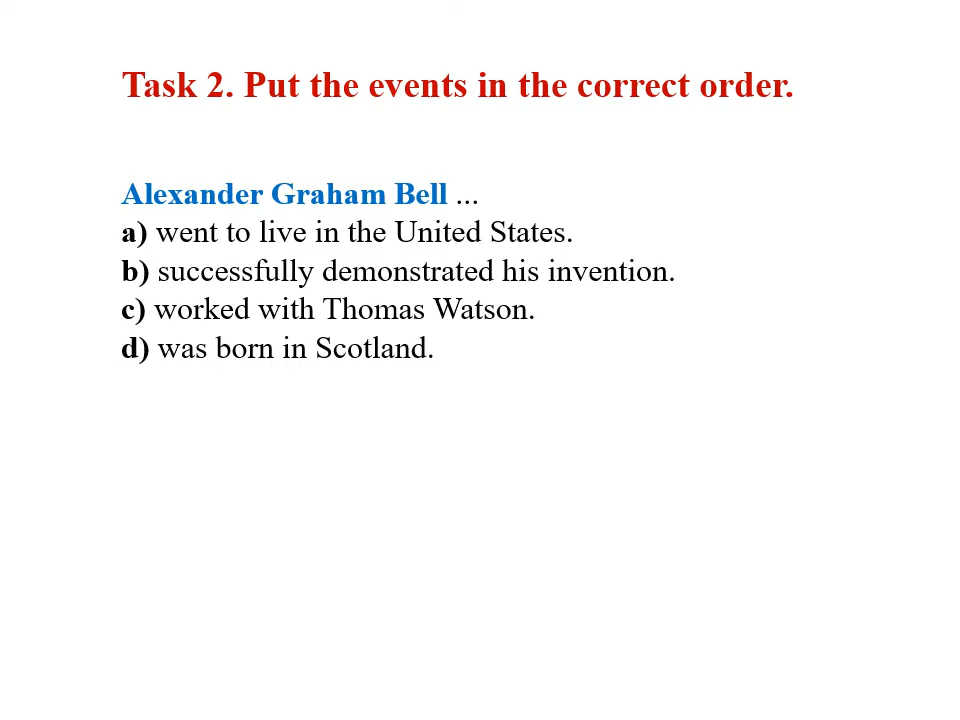 Task 2. Put the events in the correct order.
Alexander Graham Bell ...
a) went to live in the United States.
b) successfully demonstrated his invention.
c) worked with Thomas Watson.
d) was born in Scotland.